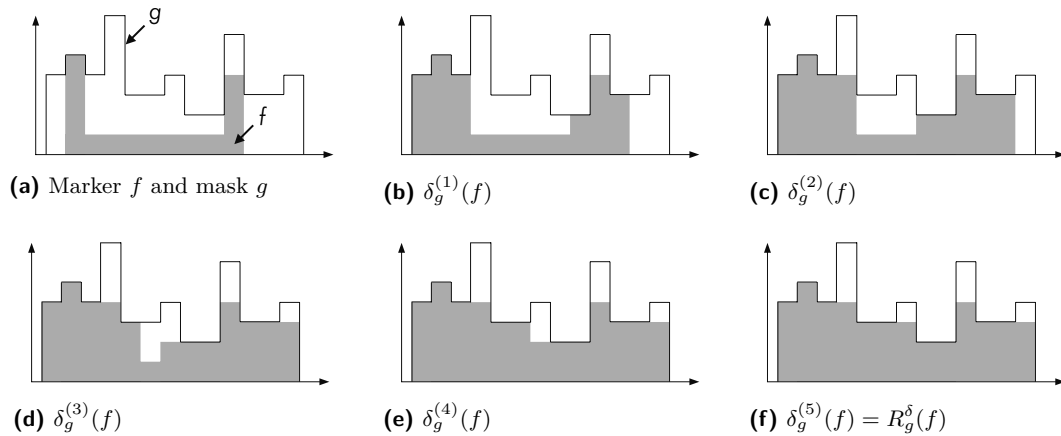 g
f
(a) Marker f and mask g
(b) δ_g^{(1)}(f)
(c) δ_g^{(2)}(f)
(d) δ_g^{(3)}(f)
(e) δ_g^{(4)}(f)
(f) δ_g^{(5)}(f) = R_g^δ(f)